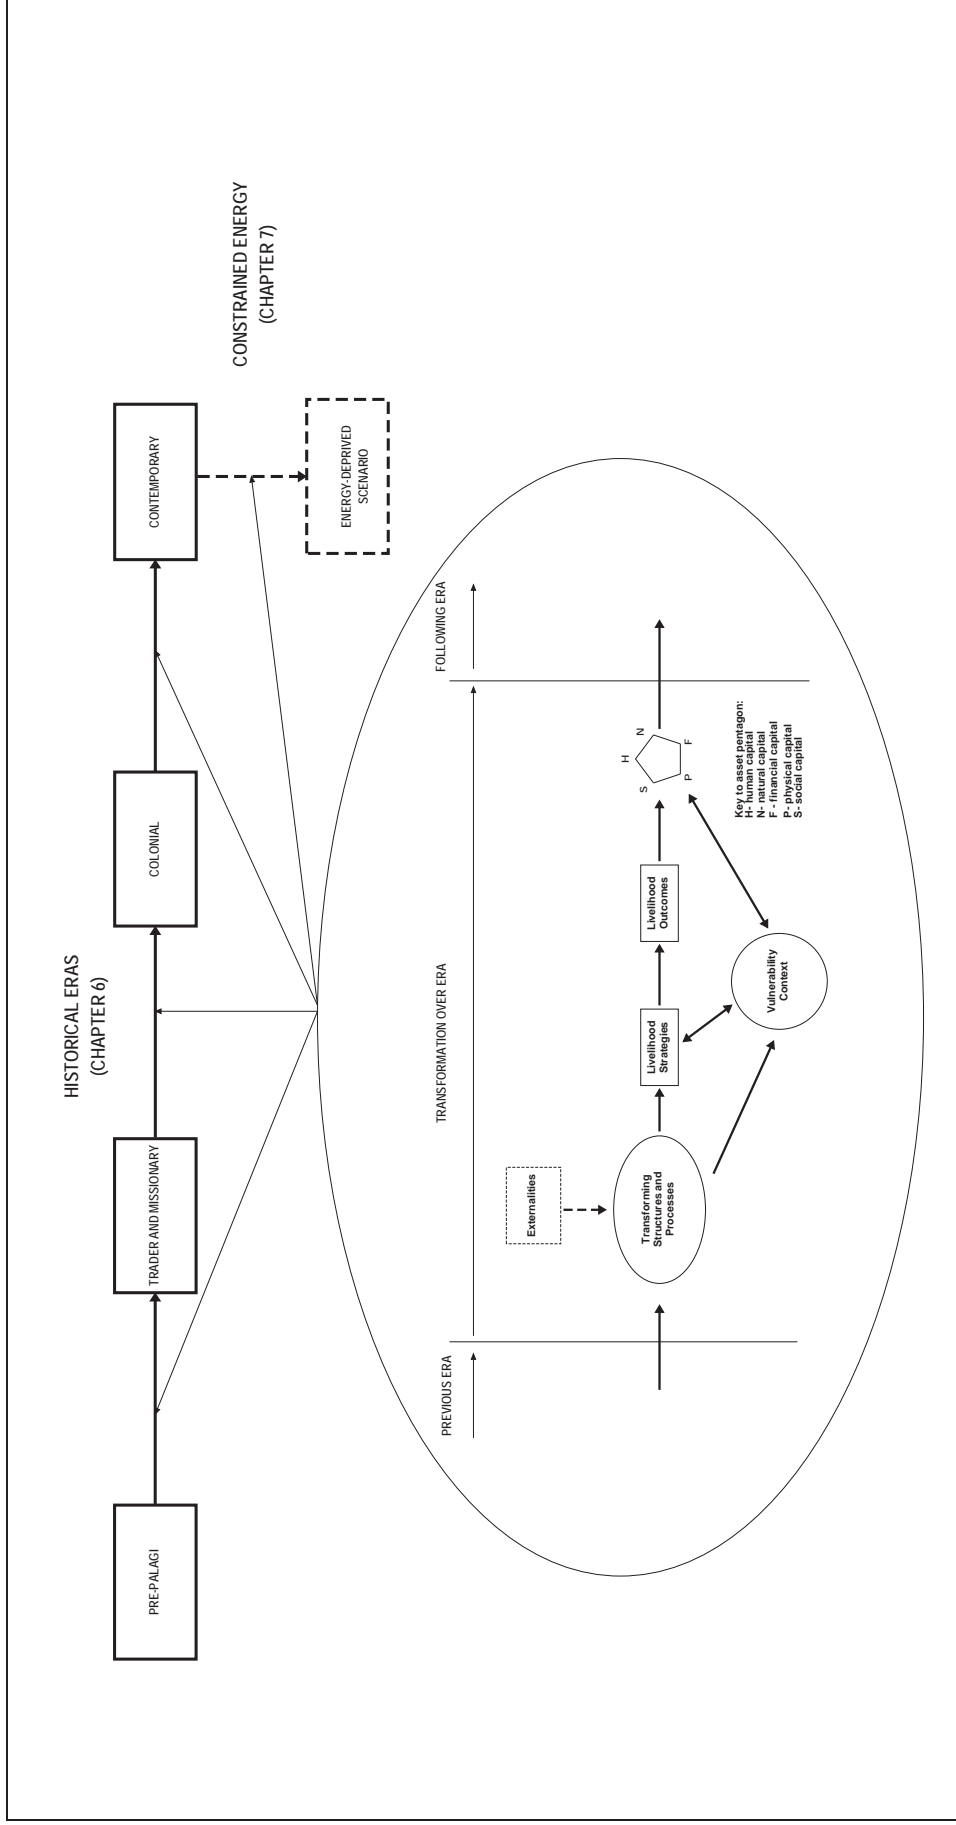 HISTORICAL ERAS
(CHAPTER 6)
PRE-PALAGI
TRADER AND MISSIONARY
COLONIAL
CONTEMPORARY
CONSTRAINED ENERGY
(CHAPTER 7)
ENERGY-DEPRIVED
SCENARIO
PREVIOUS ERA
TRANSFORMATION OVER ERA
FOLLOWING ERA
Externalities
Transforming
Structures and
Processes
Livelihood
Strategies
Livelihood
Outcomes
S
H
N
P
F
Vulnerability
Context
Key to asset pentagon:
H- human capital
N- natural capital
F - financial capital
P- physical capital
S- social capital